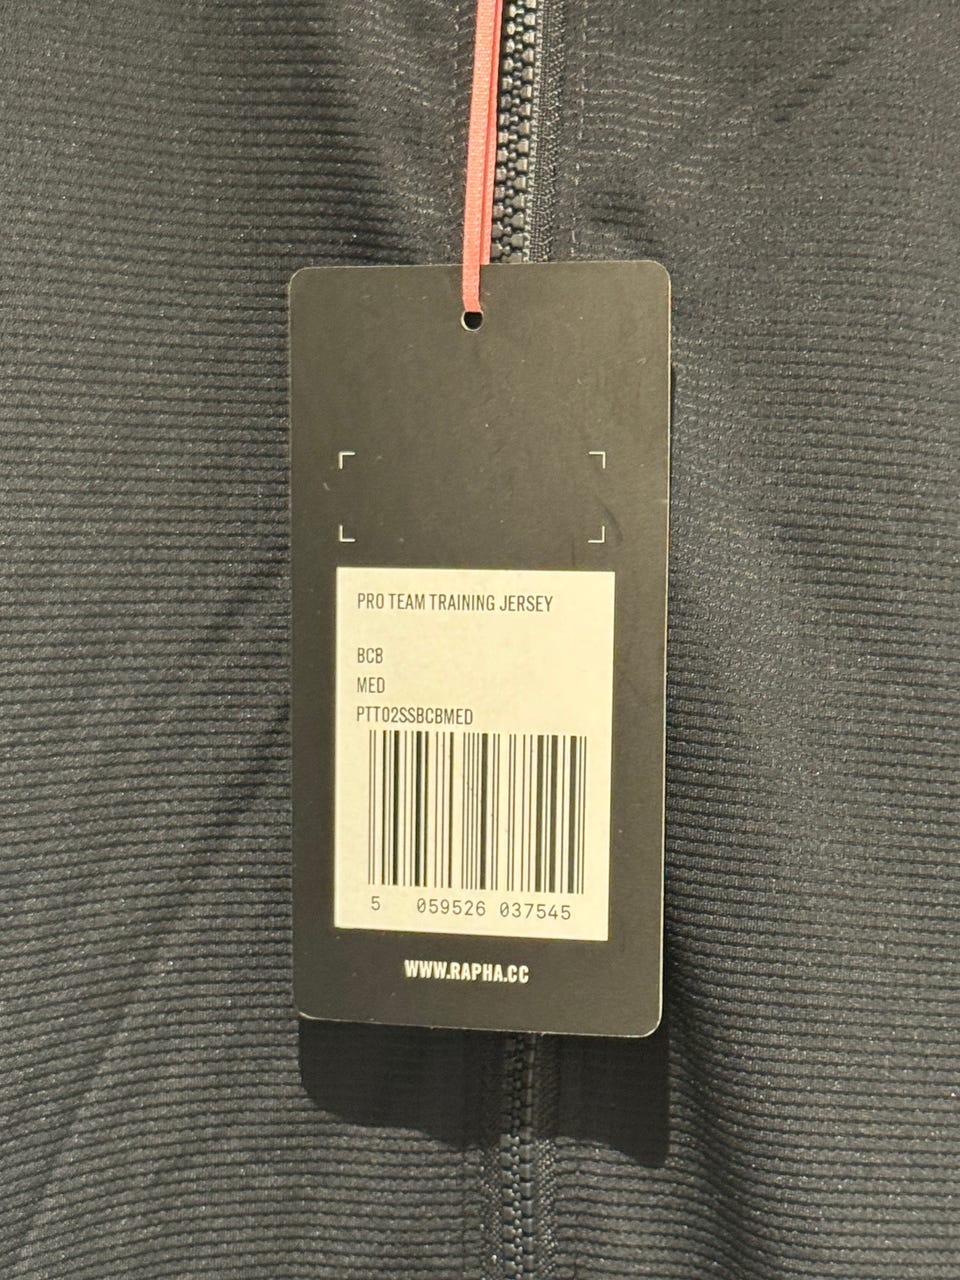 PRO TEAM TRAINING JERSEY
BCB
MED
PTT02SSBCBMED
5 059526 037545
WWW.RAPHA.CC